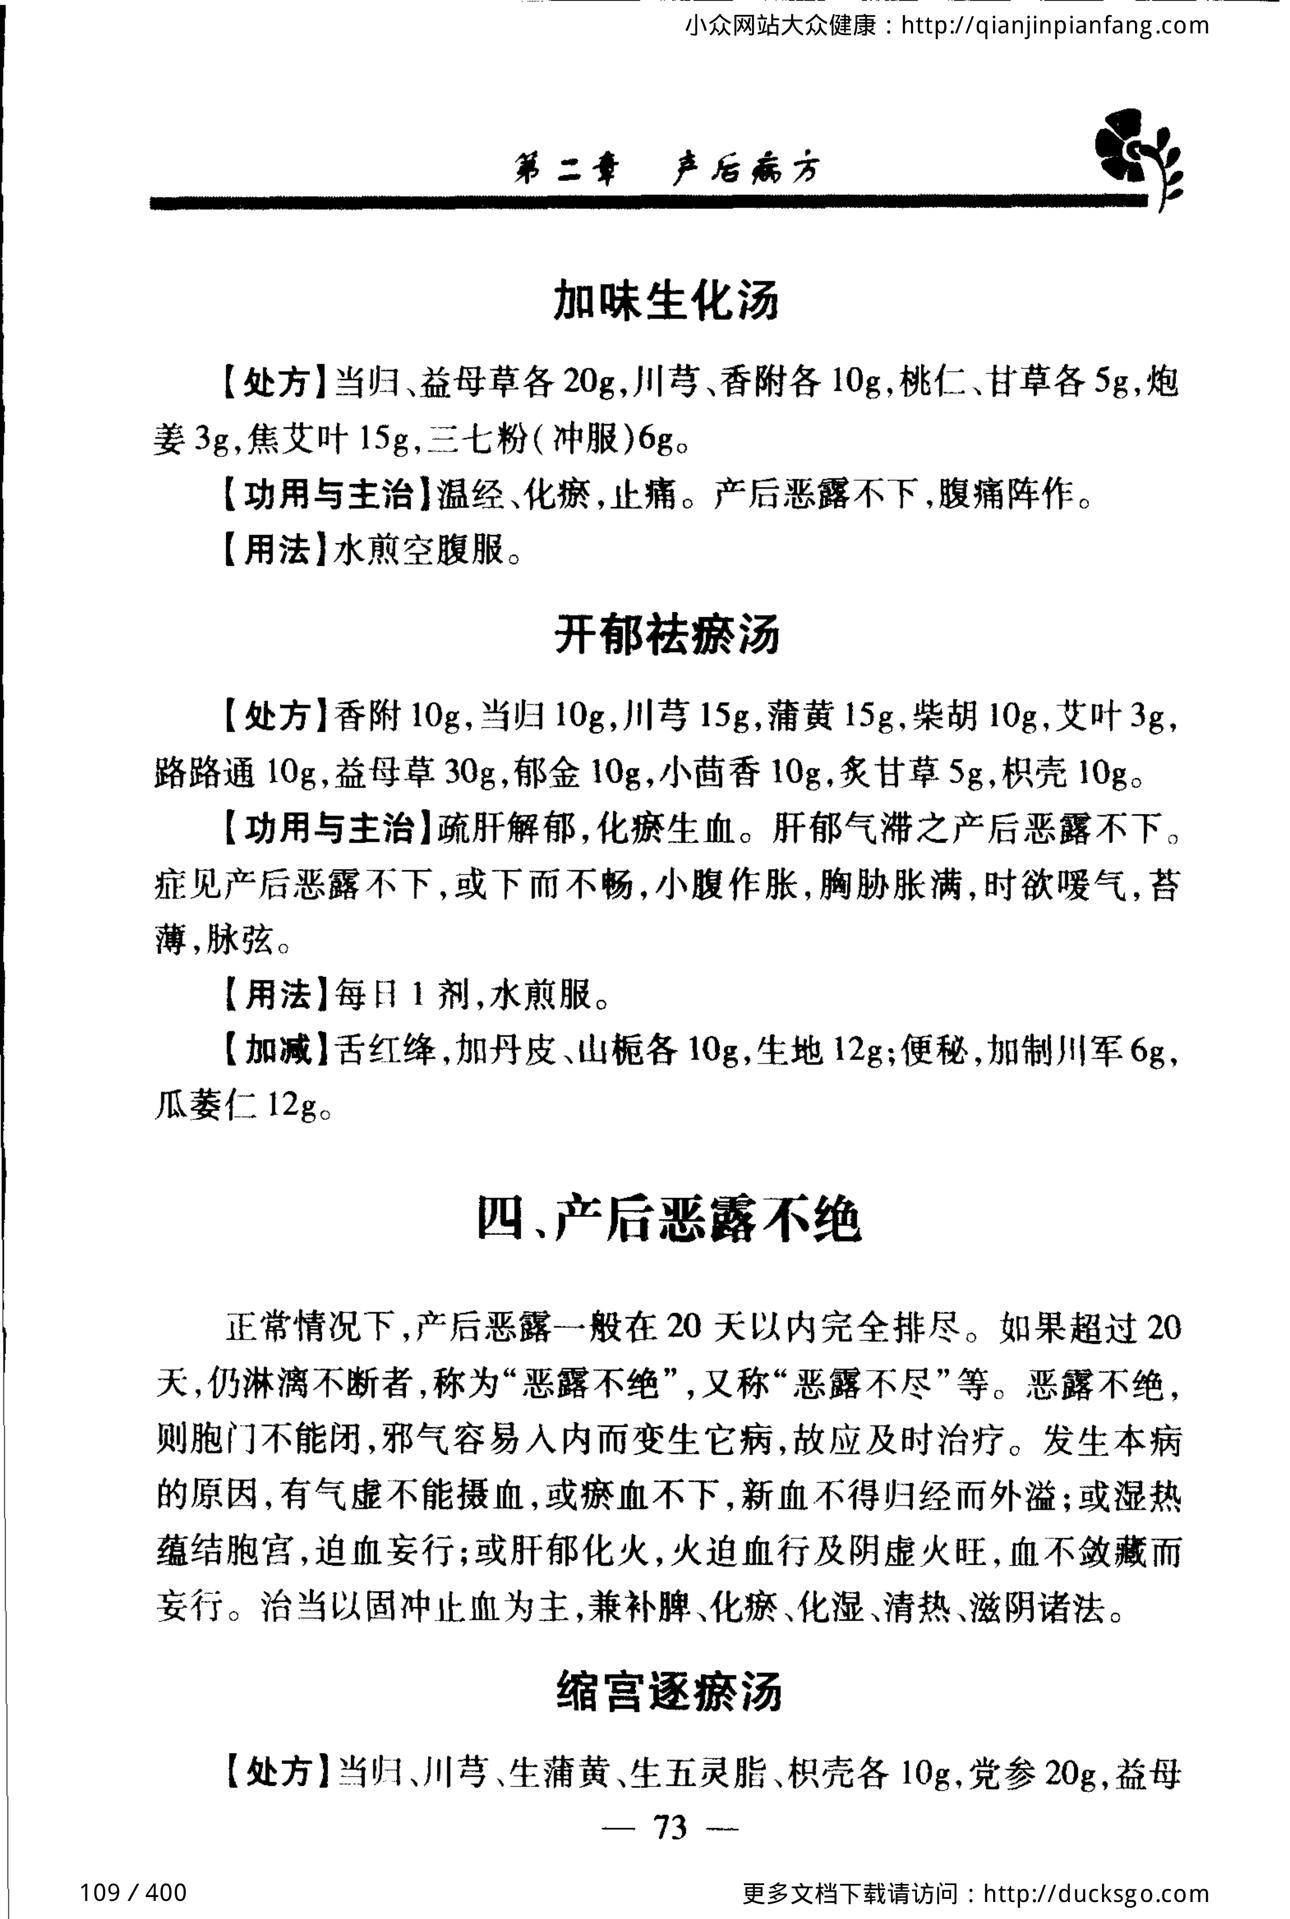 小众网站大众健康：http://qianjinpianfang.com
第二章 产后病方
加味生化汤
【处方】当归、益母草各 20g,川芎、香附各 10g,桃仁、甘草各 5g,炮
姜 3g,焦艾叶 15g,三七粉(冲服)6g。
【功用与主治】温经、化瘀,止痛。产后恶露不下,腹痛阵作。
【用法】水煎空腹服。
开郁祛瘀汤
【处方】香附 10g,当归 10g,川芎 15g,蒲黄 15g,柴胡 10g,艾叶 3g,
路路通 10g,益母草 30g,郁金 10g,小茴香 10g,炙甘草 5g,枳壳 10g。
【功用与主治】疏肝解郁,化瘀生血。肝郁气滞之产后恶露不下。
症见产后恶露不下,或下而不畅,小腹作胀,胸胁胀满,时欲嗳气,苔
薄,脉弦。
【用法】每日 1 剂,水煎服。
【加减】舌红绛,加丹皮、山栀各 10g,生地 12g;便秘,加制川军 6g,
瓜蒌仁 12g。
四、产后恶露不绝
正常情况下,产后恶露一般在 20 天以内完全排尽。如果超过 20
天,仍淋漓不断者,称为“恶露不绝”,又称“恶露不尽”等。恶露不绝,
则胞门不能闭,邪气容易入内而变生它病,故应及时治疗。发生本病
的原因,有气虚不能摄血,或瘀血不下,新血不得归经而外溢;或湿热
蕴结胞宫,迫血妄行;或肝郁化火,火迫血行及阴虚火旺,血不敛藏而
妄行。治当以固冲止血为主,兼补脾、化瘀、化湿、清热、滋阴诸法。
缩宫逐瘀汤
【处方】当归、川芎、生蒲黄、生五灵脂、枳壳各 10g,党参 20g,益母
— 73 —
109 / 400
更多文档下载请访问：http://ducksgo.com